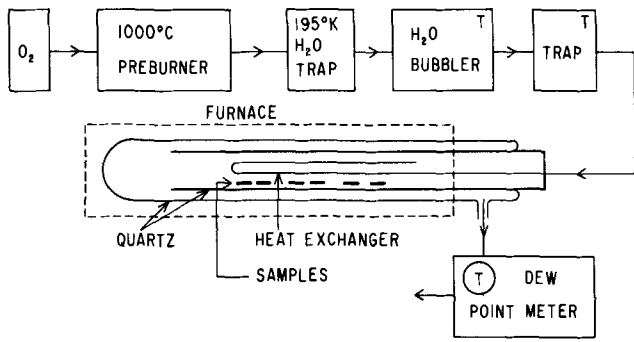 O₂
1000°C
PREBURNER
195°K
H₂O
TRAP
T
H₂O
BUBBLER
T
TRAP
FURNACE
QUARTZ
HEAT EXCHANGER
SAMPLES
T DEW
POINT METER